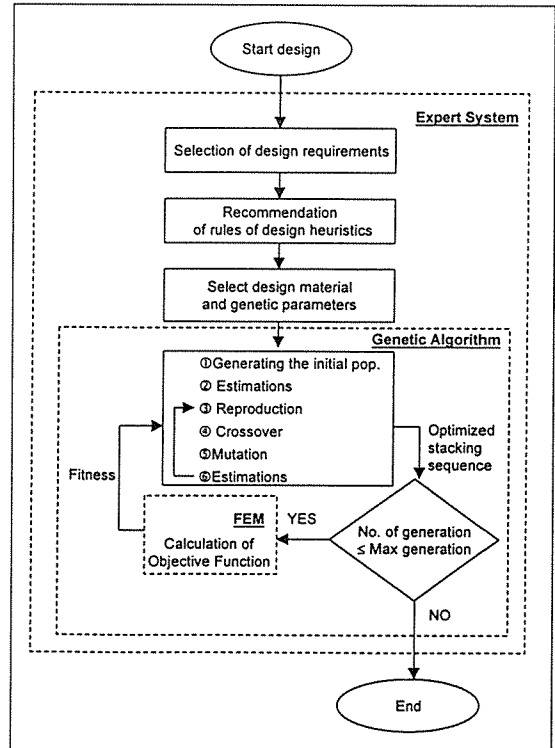 Start design
Expert System
Selection of design requirements
Recommendation
of rules of design heuristics
Select design material
and genetic parameters
Genetic Algorithm
①Generating the initial pop.
② Estimations
③ Reproduction
④ Crossover
⑤Mutation
⑥Estimations
Optimized
stacking
sequence
Fitness
FEM
Calculation of
Objective Function
YES
No. of generation
≤ Max generation
NO
End